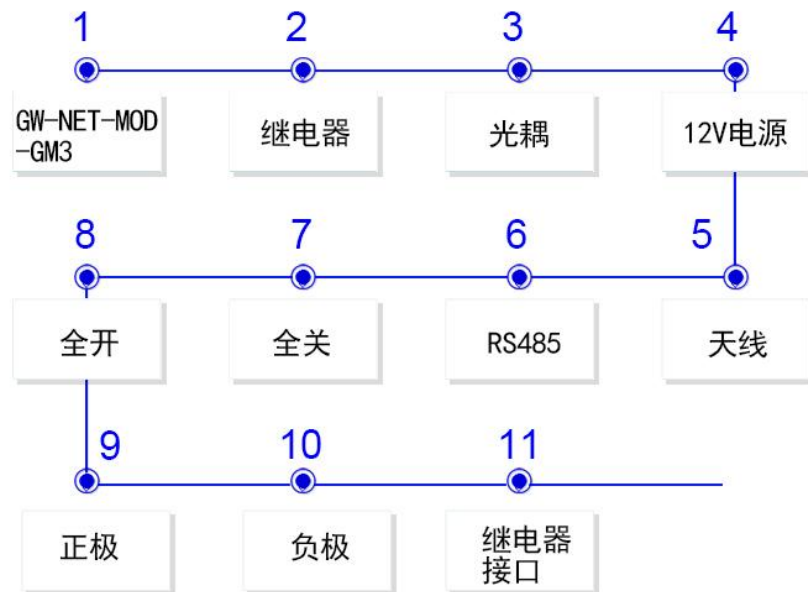 1 2 3 4
GW-NET-MOD
-GM3
继电器
光耦
12V电源
8 7 6 5
全开
全关
RS485
天线
9 10 11
正极
负极
继电器
接口